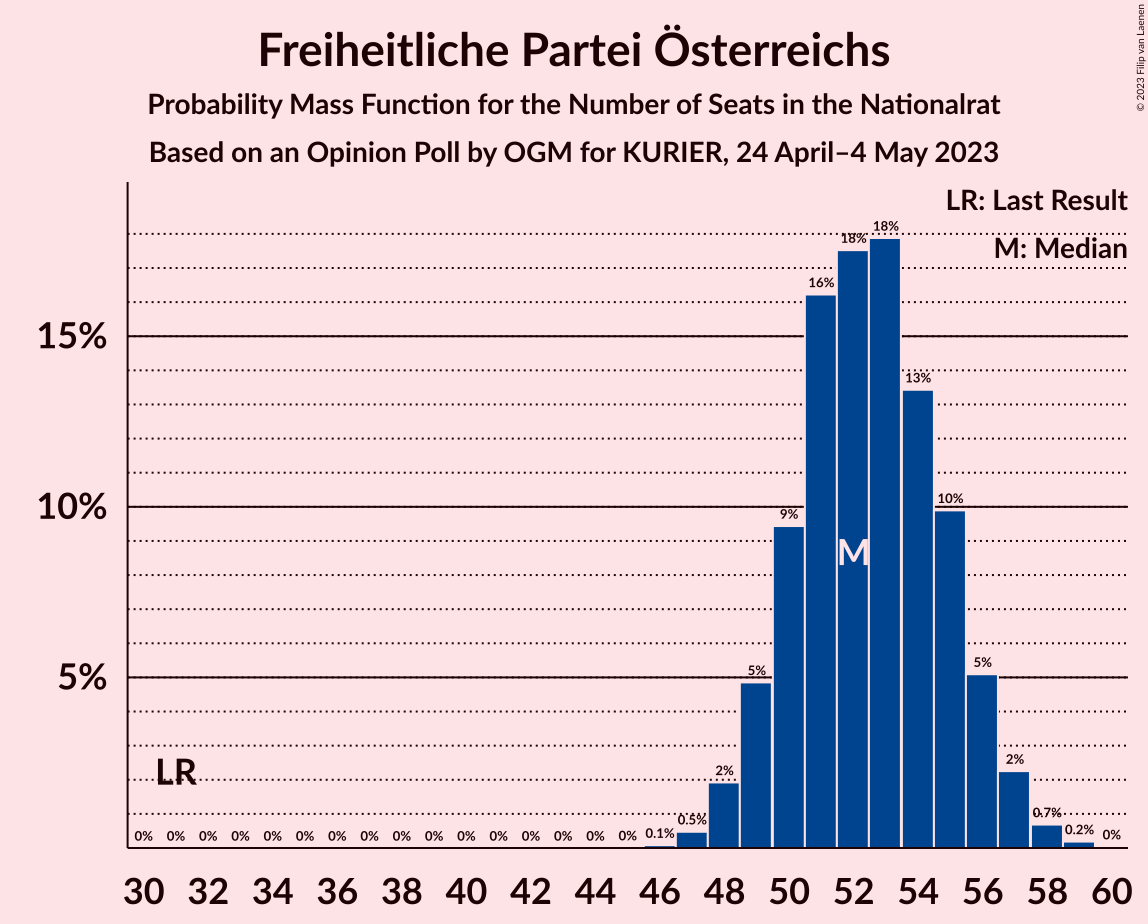 Freiheitliche Partei Österreichs
Probability Mass Function for the Number of Seats in the Nationalrat
Based on an Opinion Poll by OGM for KURIER, 24 April–4 May 2023
© 2023 Filip van Laenen
LR: Last Result
M: Median
15%
10%
5%
LR
M
0% 0% 0% 0% 0% 0% 0% 0% 0% 0% 0% 0% 0% 0% 0% 0% 0.1% 0.5% 2% 5% 9% 16% 18% 18% 13% 10% 5% 2% 0.7% 0.2% 0%
30 32 34 36 38 40 42 44 46 48 50 52 54 56 58 60